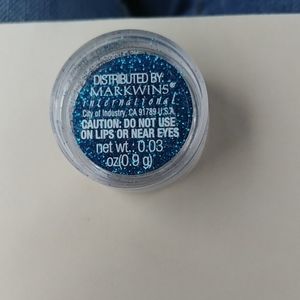 DISTRIBUTED BY:
MARKWINS®
international
City of Industry, CA 91789 U.S.A.
CAUTION: DO NOT USE
ON LIPS OR NEAR EYES
net wt.: 0.03
oz(0.9 g)